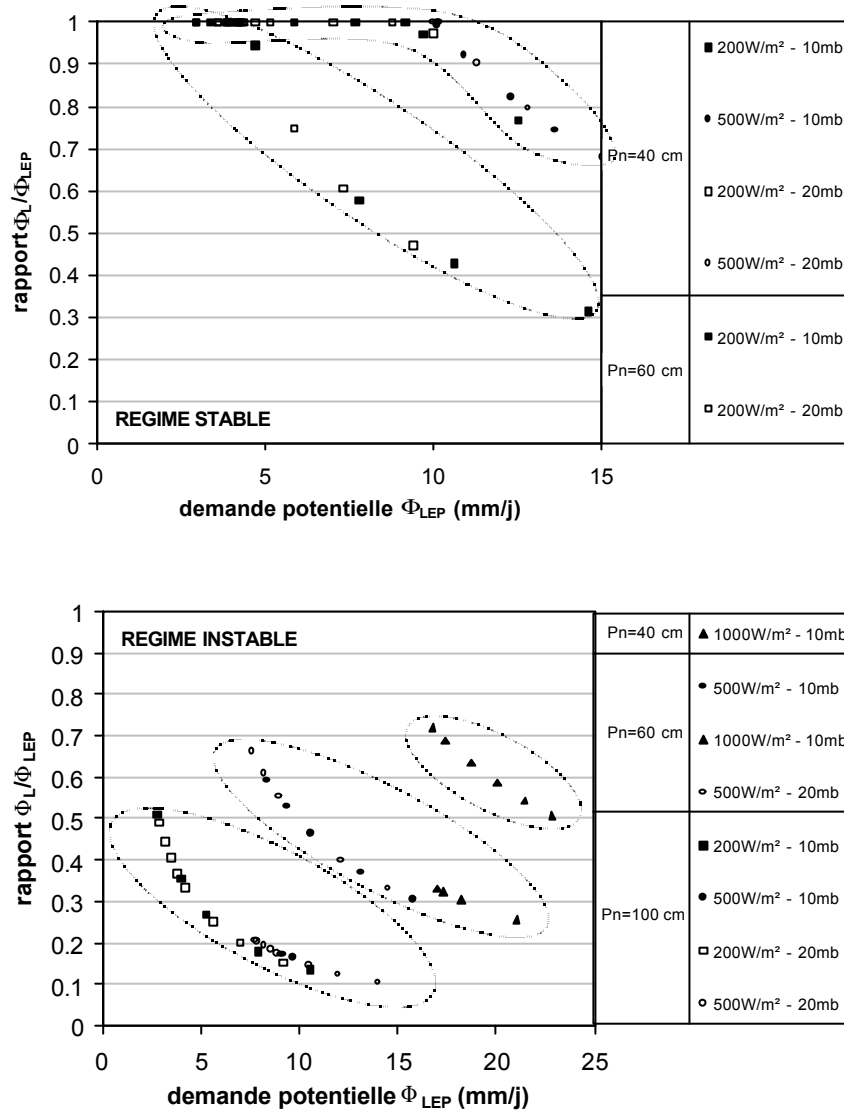 1
0.9
0.8
0.7
0.6
0.5
0.4
0.3
0.2
0.1
0
rapport Φ_L/Φ_LEP
REGIME STABLE
0 5 10 15
demande potentielle Φ_LEP (mm/j)
Pn=40 cm
200W/m² - 10mb
500W/m² - 10mb
200W/m² - 20mb
500W/m² - 20mb
Pn=60 cm
200W/m² - 10mb
200W/m² - 20mb
1
0.9
0.8
0.7
0.6
0.5
0.4
0.3
0.2
0.1
0
rapport Φ_L/Φ_LEP
REGIME INSTABLE
0 5 10 15 20 25
demande potentielle Φ_LEP (mm/j)
Pn=40 cm
1000W/m² - 10mb
Pn=60 cm
500W/m² - 10mb
1000W/m² - 10mb
500W/m² - 20mb
Pn=100 cm
200W/m² - 10mb
500W/m² - 10mb
200W/m² - 20mb
500W/m² - 20mb